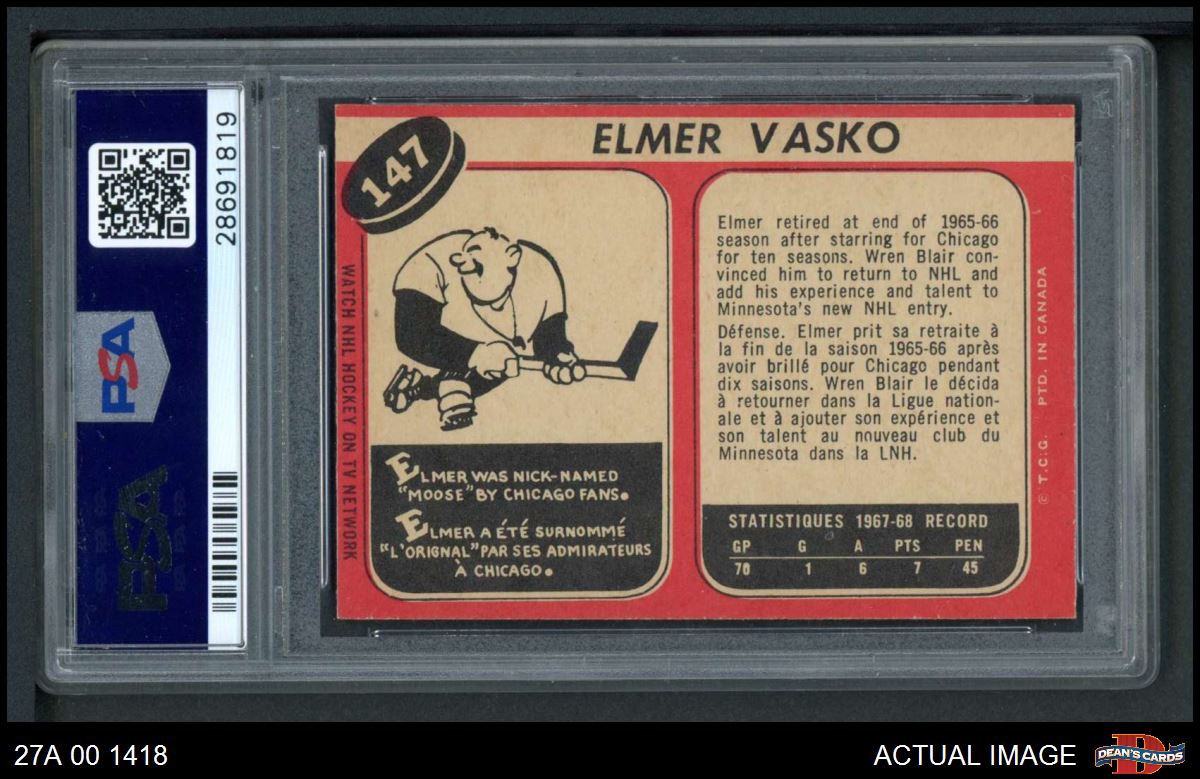 28691819
PSA
PSA
147
ELMER VASKO
WATCH NHL HOCKEY ON TV NETWORK
ELMER WAS NICK-NAMED
"MOOSE" BY CHICAGO FANS.
ELMER A ÉTÉ SURNOMMÉ
"L'ORIGNAL" PAR SES ADMIRATEURS
À CHICAGO.
Elmer retired at end of 1965-66
season after starring for Chicago
for ten seasons. Wren Blair con-
vinced him to return to NHL and
add his experience and talent to
Minnesota's new NHL entry.
Défense. Elmer prit sa retraite à
la fin de la saison 1965-66 après
avoir brillé pour Chicago pendant
dix saisons. Wren Blair le décida
à retourner dans la Ligue nation-
ale et à ajouter son expérience et
son talent au nouveau club du
Minnesota dans la LNH.
STATISTIQUES 1967-68 RECORD
GP G A PTS PEN
70 1 6 7 45
© T.C.G. PTD. IN CANADA
27A 00 1418
ACTUAL IMAGE
DEAN'S CARDS